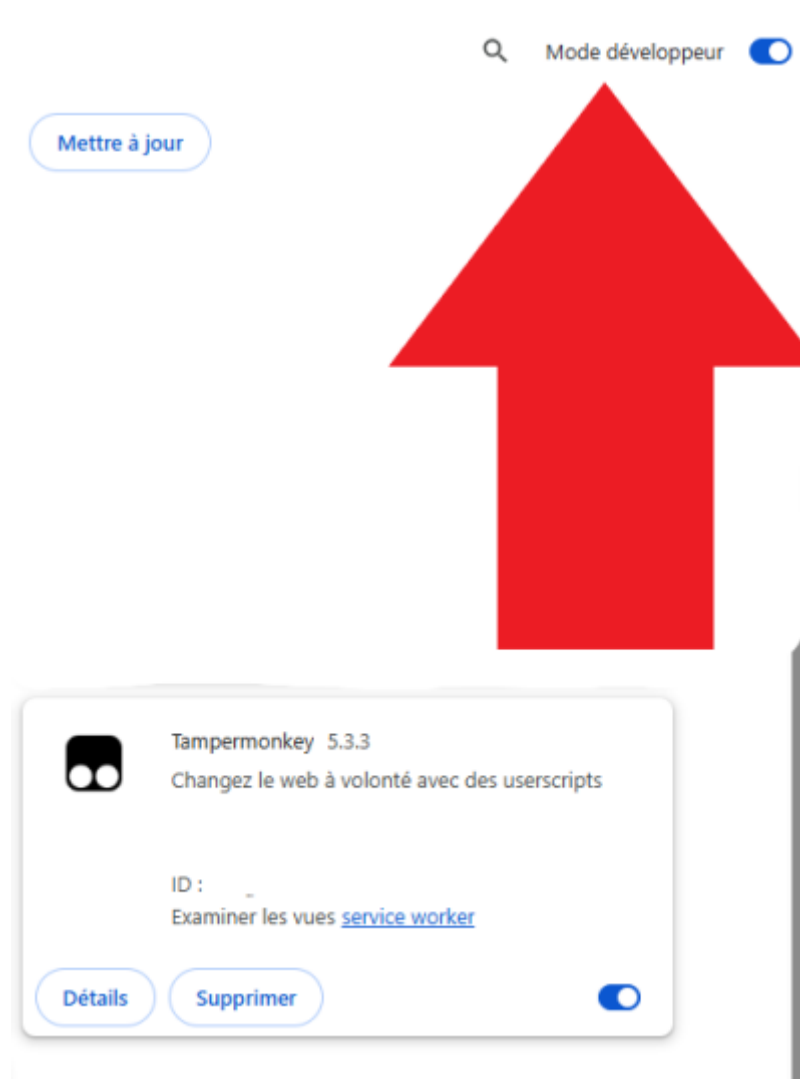 Mode développeur
Mettre à jour
Tampermonkey 5.3.3
Changez le web à volonté avec des userscripts
ID :
Examiner les vues service worker
Détails
Supprimer